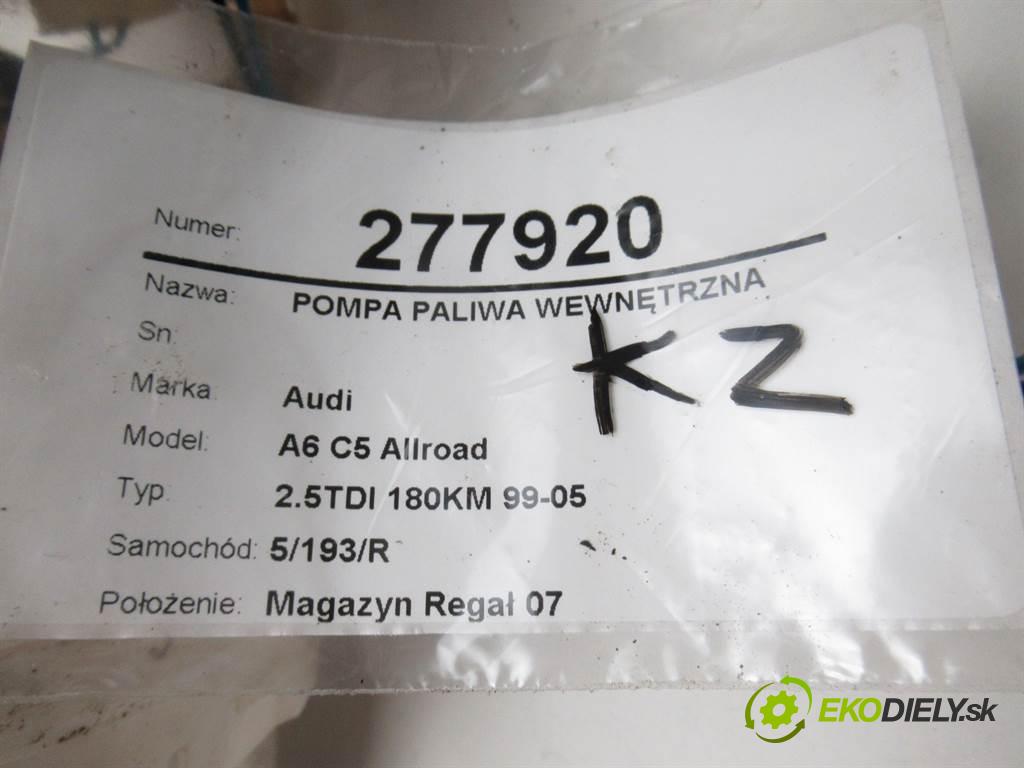 Numer: 277920
Nazwa: POMPA PALIWA WEWNĘTRZNA
Sn:
KZ
Marka: Audi
Model: A6 C5 Allroad
Typ: 2.5TDI 180KM 99-05
Samochód: 5/193/R
Położenie: Magazyn Regał 07
EKODIELY.sk